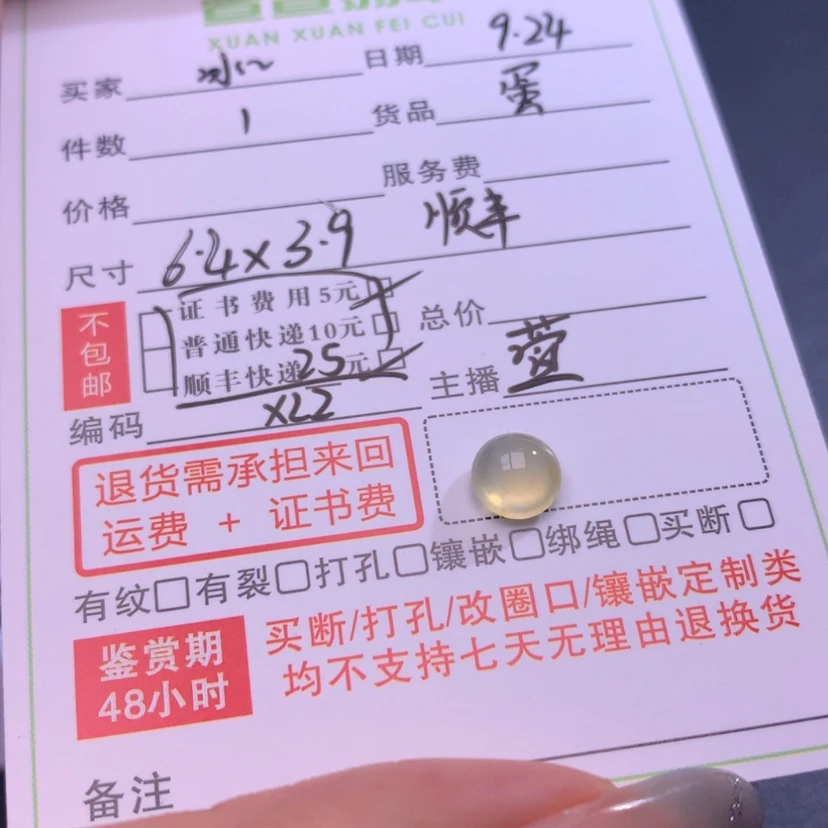 XUAN XUAN FEI CUI
买家 冰心 日期 9.24
件数 1 货品 蛋
价格 服务费
尺寸 6.4×3.9 顺丰
不包邮
证书费用5元
普通快递10元
顺丰快递25元
总价
编码 XL2 主播 萱
退货需承担来回
运费 + 证书费
有纹□有裂□打孔□镶嵌□绑绳□买断□
鉴赏期
48小时
买断/打孔/改圈口/镶嵌定制类
均不支持七天无理由退换货
备注